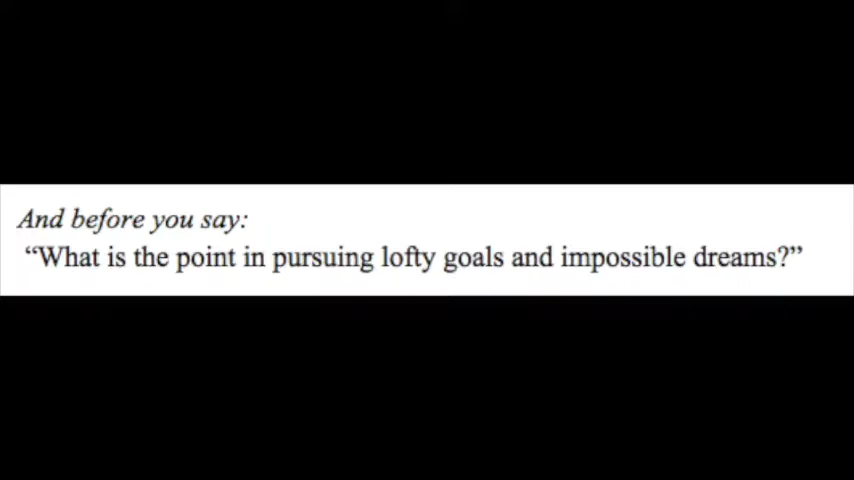 And before you say:
“What is the point in pursuing lofty goals and impossible dreams?”